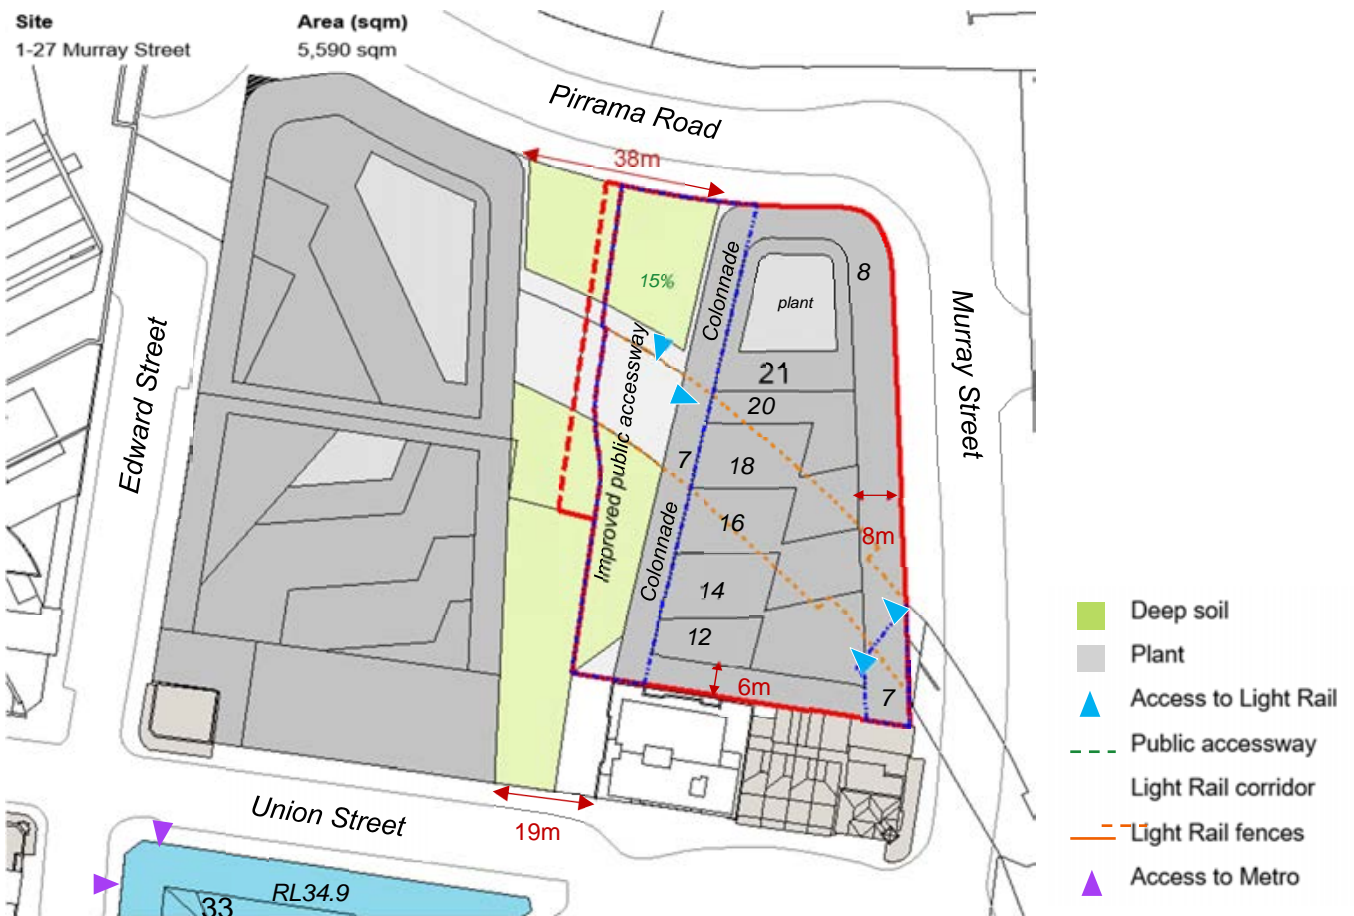 Site
Area (sqm)
1-27 Murray Street
5,590 sqm
Pirrama Road
38m
15%
Colonnade
plant
8
Murray Street
Edward Street
Improved public accessway
21
20
7
18
16
8m
Colonnade
14
12
6m
7
Union Street
19m
RL34.9
33
Deep soil
Plant
Access to Light Rail
Public accessway
Light Rail corridor
Light Rail fences
Access to Metro